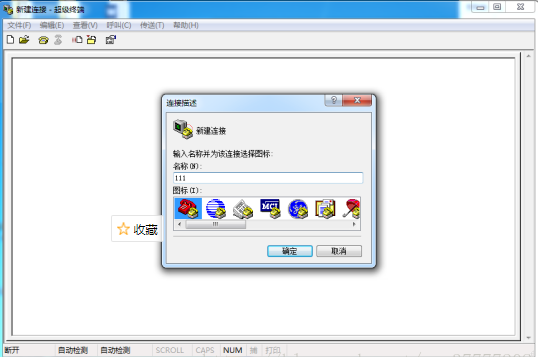 新建连接 - 超级终端
文件(F) 编辑(E) 查看(V) 呼叫(C) 传送(T) 帮助(H)
连接描述
新建连接
输入名称并为该连接选择图标:
名称(N):
111
图标(I):
MCI
收藏
确定 取消
断开 自动检测 自动检测 SCROLL CAPS NUM 捕 打印